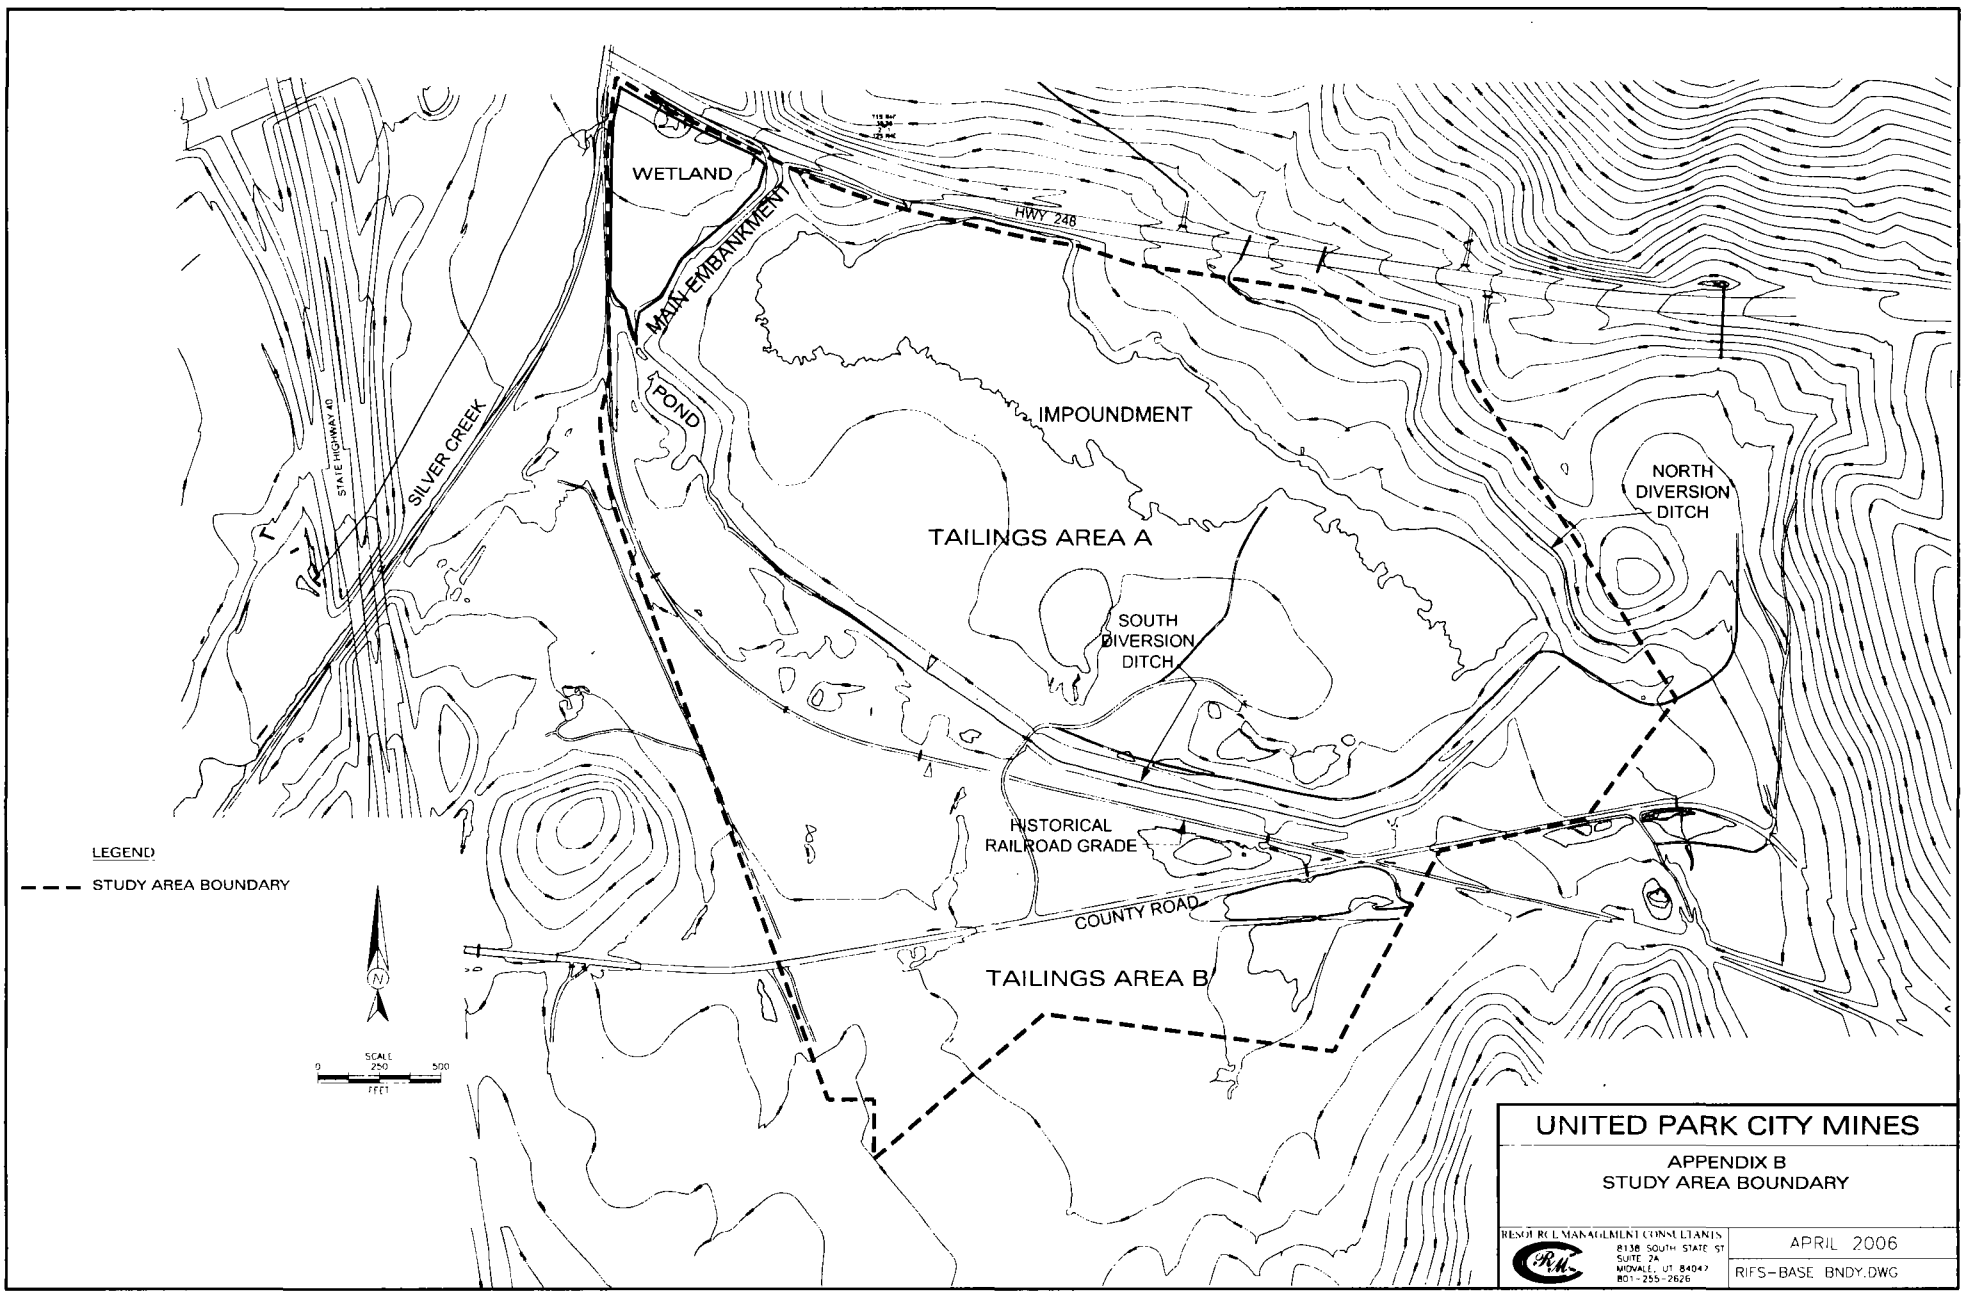 WETLAND
MAIN EMBANKMENT
HWY 248
POND
IMPOUNDMENT
STATE HIGHWAY 40
SILVER CREEK
NORTH
DIVERSION
DITCH
TAILINGS AREA A
SOUTH
DIVERSION
DITCH
HISTORICAL
RAILROAD GRADE
COUNTY ROAD
TAILINGS AREA B
LEGEND
STUDY AREA BOUNDARY
N
SCALE
0 250 500
FEET
UNITED PARK CITY MINES
APPENDIX B
STUDY AREA BOUNDARY
RESOURCE MANAGEMENT CONSULTANTS
RMC
8138 SOUTH STATE ST
SUITE 2A
MIDVALE, UT 84047
801-255-2626
APRIL 2006
RIFS-BASE BNDY.DWG